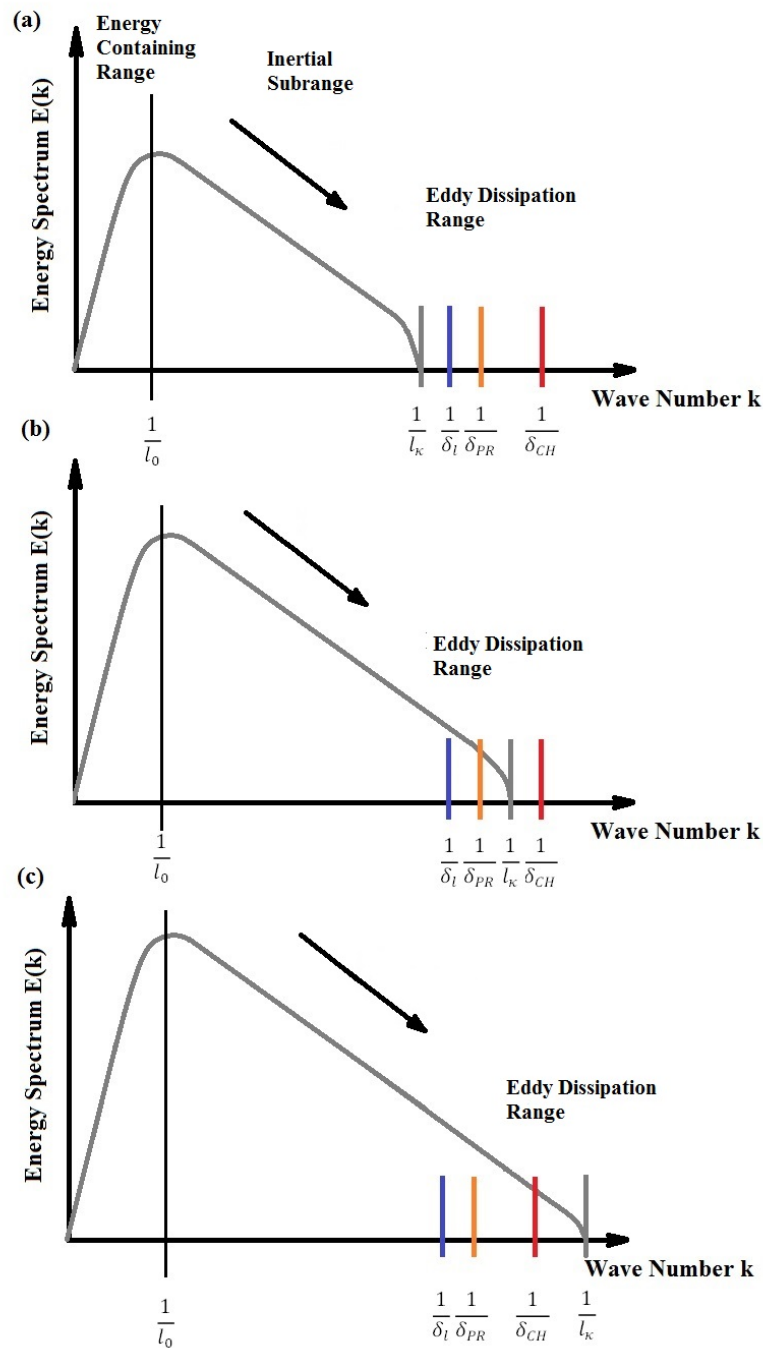 (a)
Energy
Containing
Range
Inertial
Subrange
Eddy Dissipation
Range
Energy Spectrum E(k)
Wave Number k
1/l₀
1/lκ
1/δl
1/δPR
1/δCH
(b)
Eddy Dissipation
Range
Energy Spectrum E(k)
Wave Number k
1/l₀
1/δl
1/δPR
1/lκ
1/δCH
(c)
Eddy Dissipation
Range
Energy Spectrum E(k)
Wave Number k
1/l₀
1/δl
1/δPR
1/δCH
1/lκ